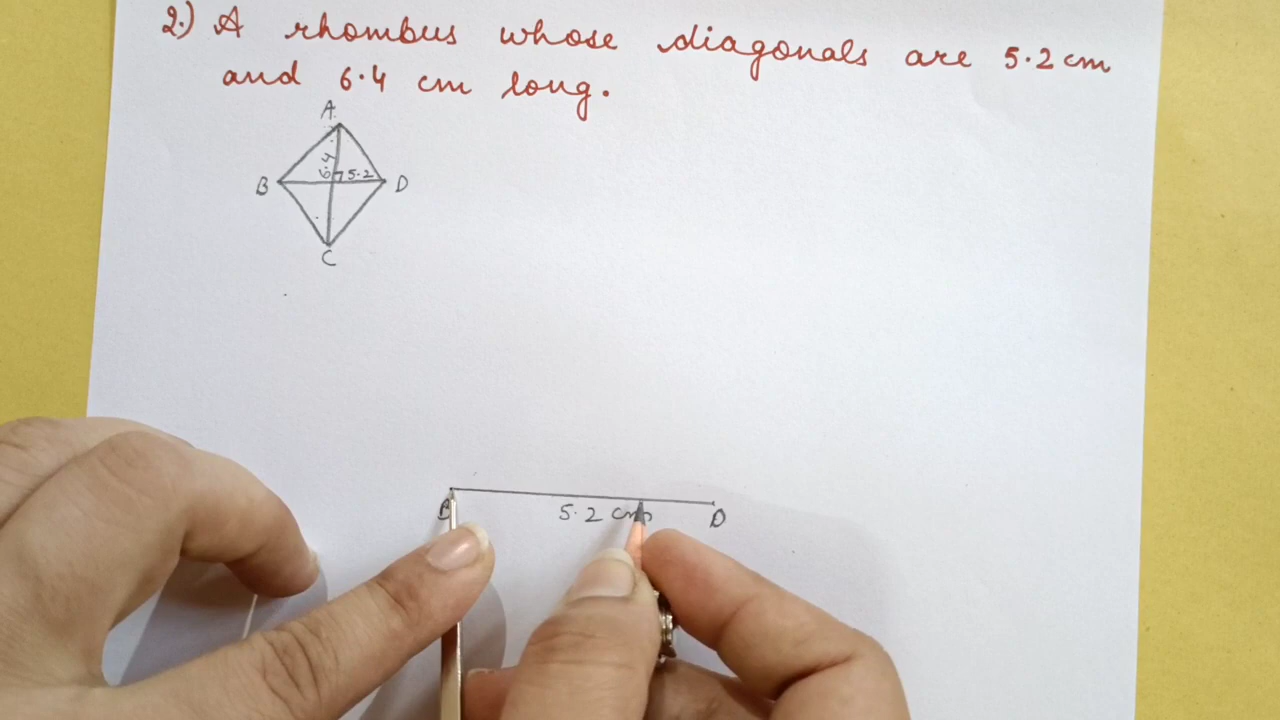 2.) A rhombus whose diagonals are 5.2 cm
and 6.4 cm long.
A
6.4
5.2
B
D
C
B
5.2 cm
D